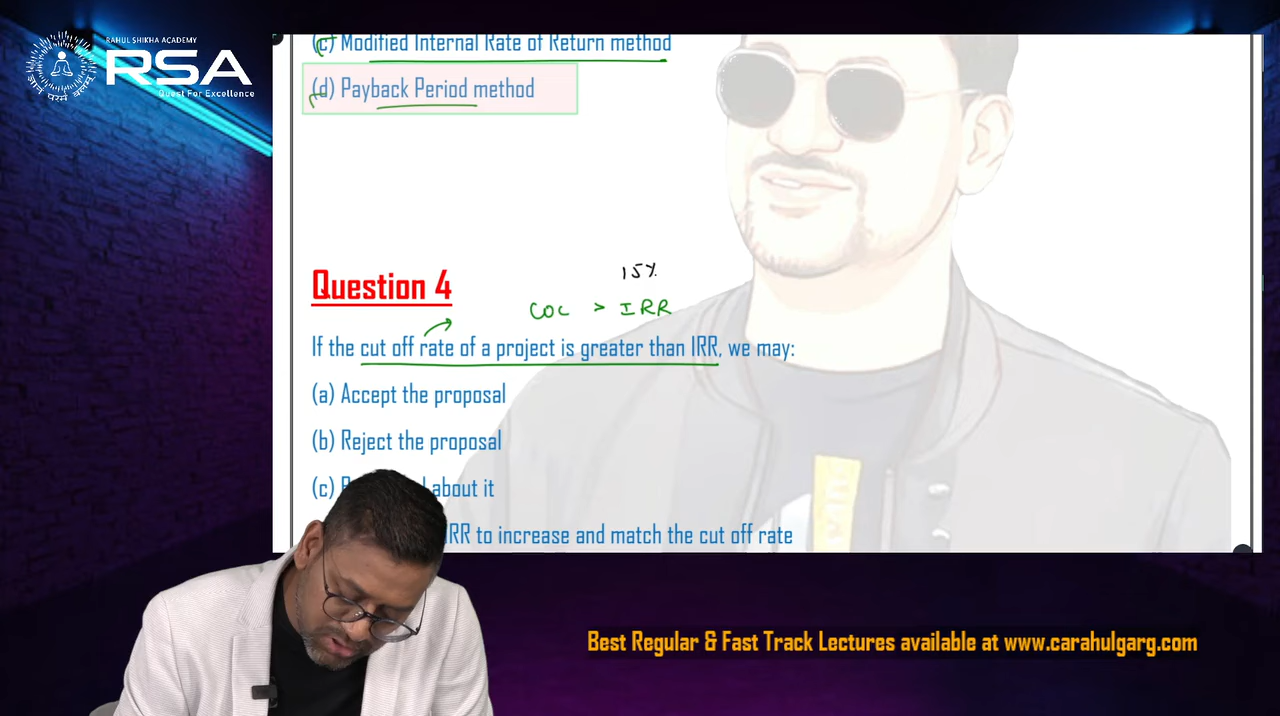 RAHUL SHIKHA ACADEMY
RSA
Quest For Excellence
ज्ञानं परमं बलम्
(c) Modified Internal Rate of Return method
(d) Payback Period method
Question 4
15%
COC > IRR
If the cut off rate of a project is greater than IRR, we may:
(a) Accept the proposal
(b) Reject the proposal
(c) about it
IRR to increase and match the cut off rate
Best Regular & Fast Track Lectures available at www.carahulgarg.com